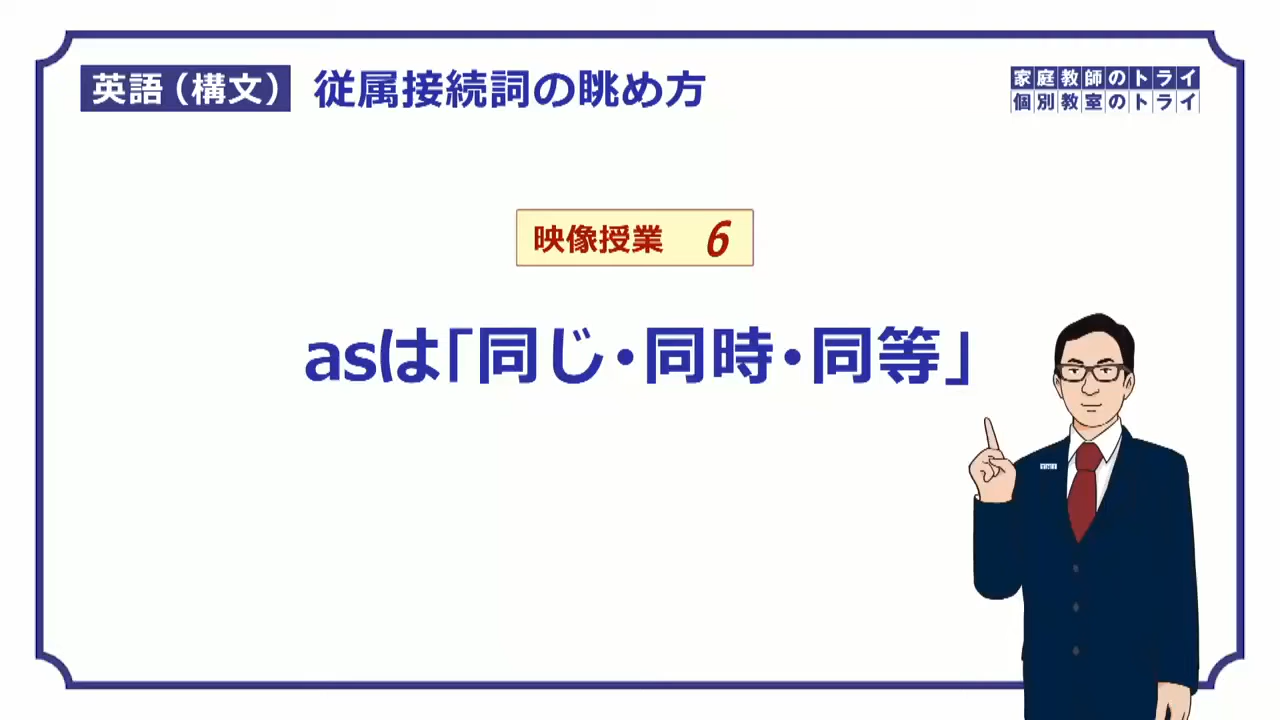 英語（構文） 従属接続詞の眺め方
家庭教師のトライ
個別教室のトライ
映像授業 6
asは「同じ・同時・同等」